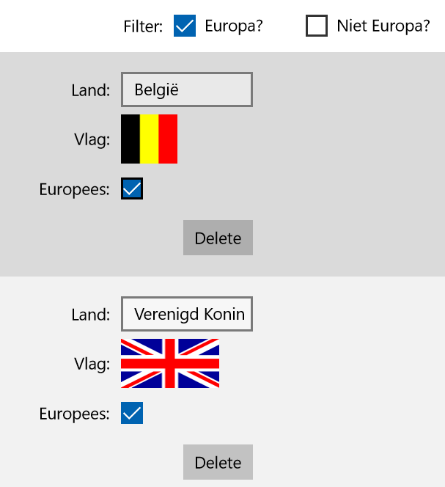 Filter: Europa? Niet Europa?
Land: België
Vlag:
Europees:
Delete
Land: Verenigd Konin
Vlag:
Europees:
Delete